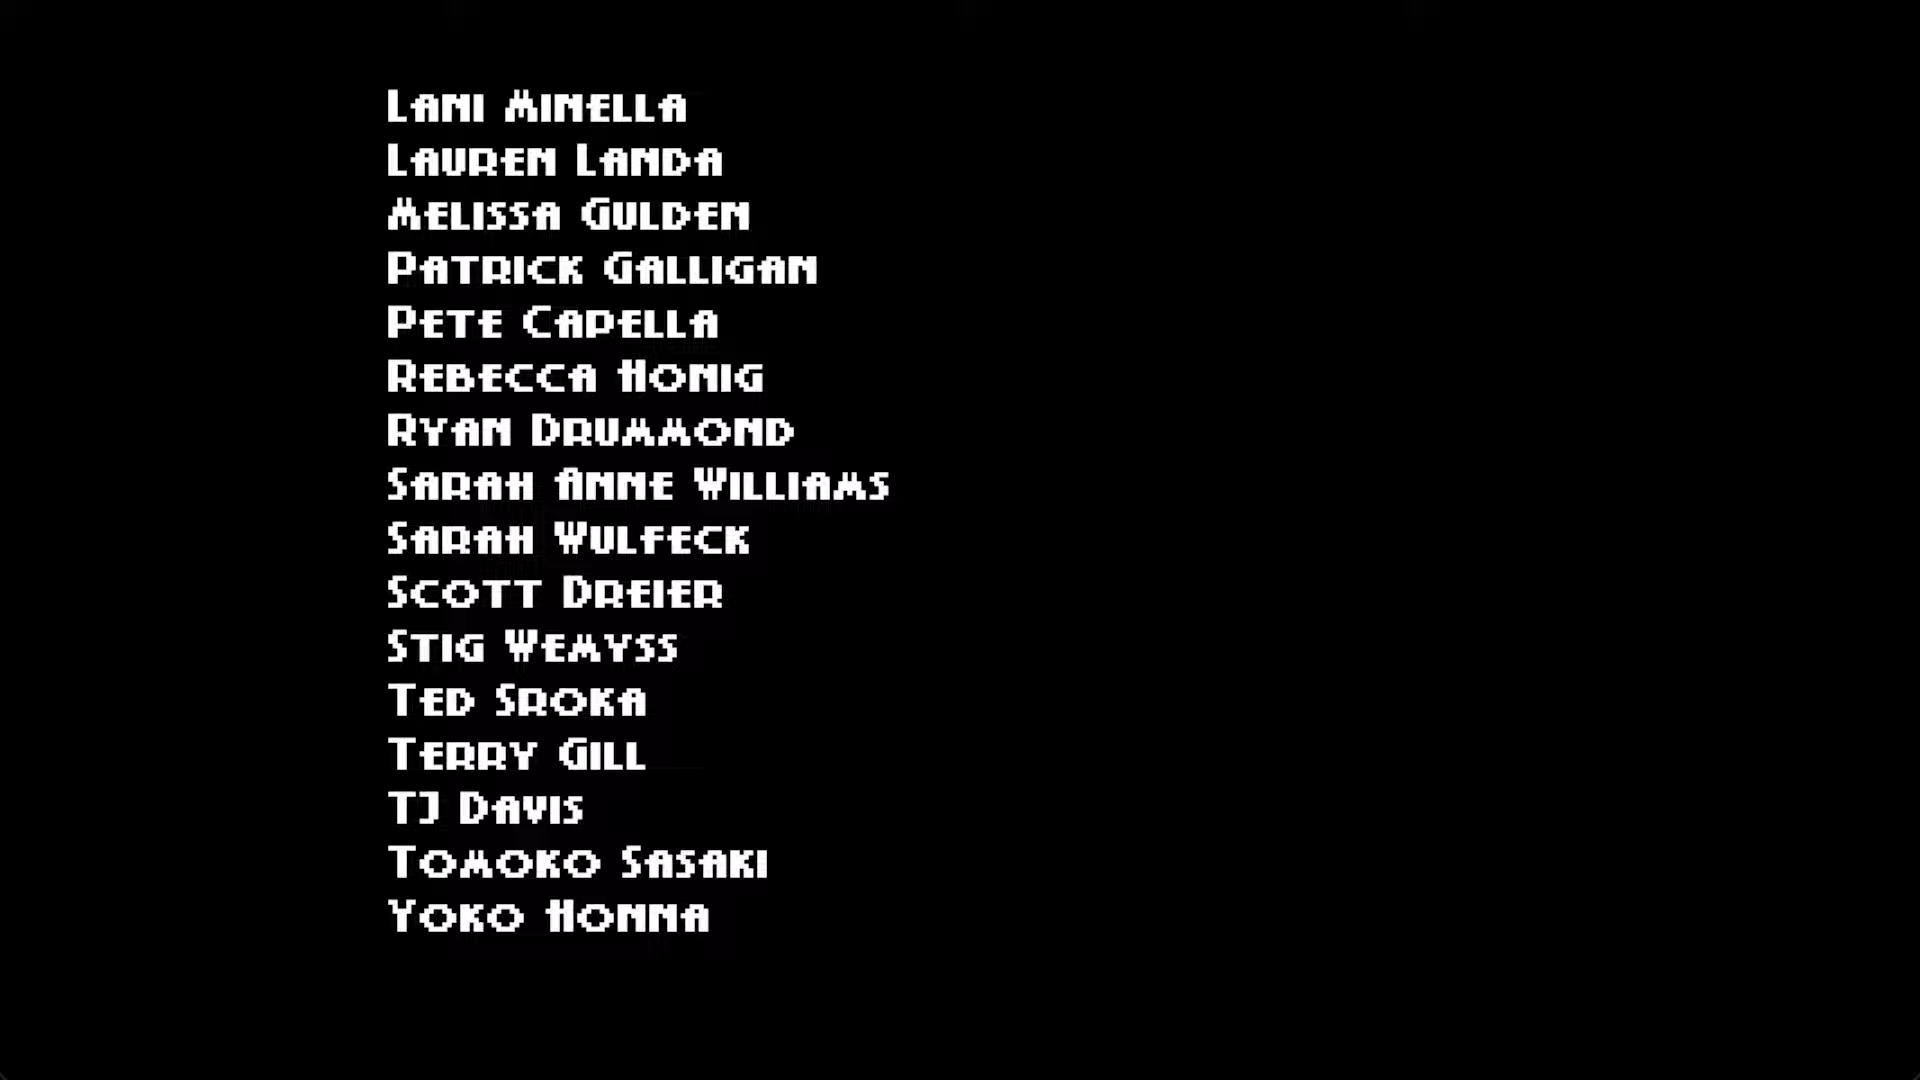 Lani Minella
Lauren Landa
Melissa Gulden
Patrick Galligan
Pete Capella
Rebecca Honig
Ryan Drummond
Sarah Anne Williams
Sarah Wulfeck
Scott Dreier
Stig Wemyss
Ted Sroka
Terry Gill
TJ Davis
Tomoko Sasaki
Yoko Honna